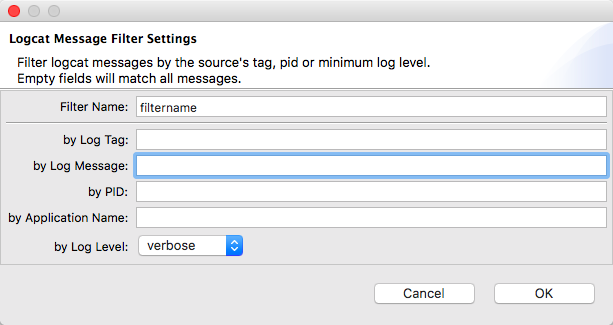 Logcat Message Filter Settings
Filter logcat messages by the source's tag, pid or minimum log level.
Empty fields will match all messages.
Filter Name: filtername
by Log Tag:
by Log Message:
by PID:
by Application Name:
by Log Level: verbose
Cancel OK